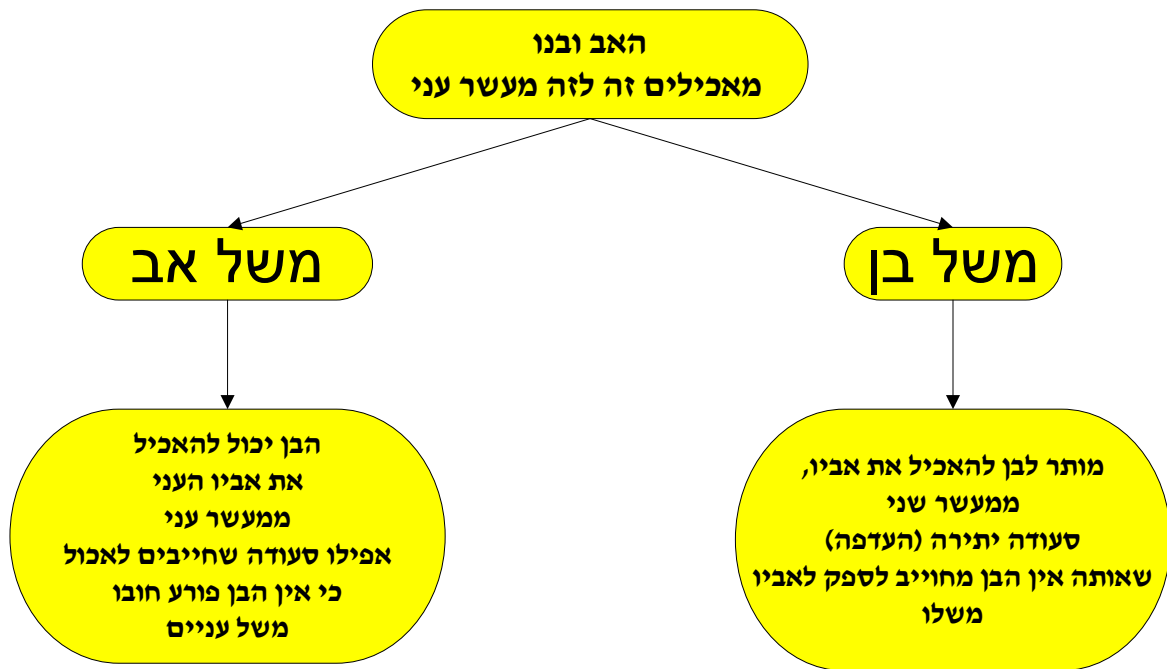 האב ובנו
מאכילים זה לזה מעשר עני
משל בן
משל אב
מותר לבן להאכיל את אביו,
ממעשר שני
סעודה יתירה (העדפה)
שאותה אין הבן מחוייב לספק לאביו
משלו
הבן יכול להאכיל
את אביו העני
ממעשר עני
אפילו סעודה שחייבים לאכול
כי אין הבן פורע חובו
משל עניים